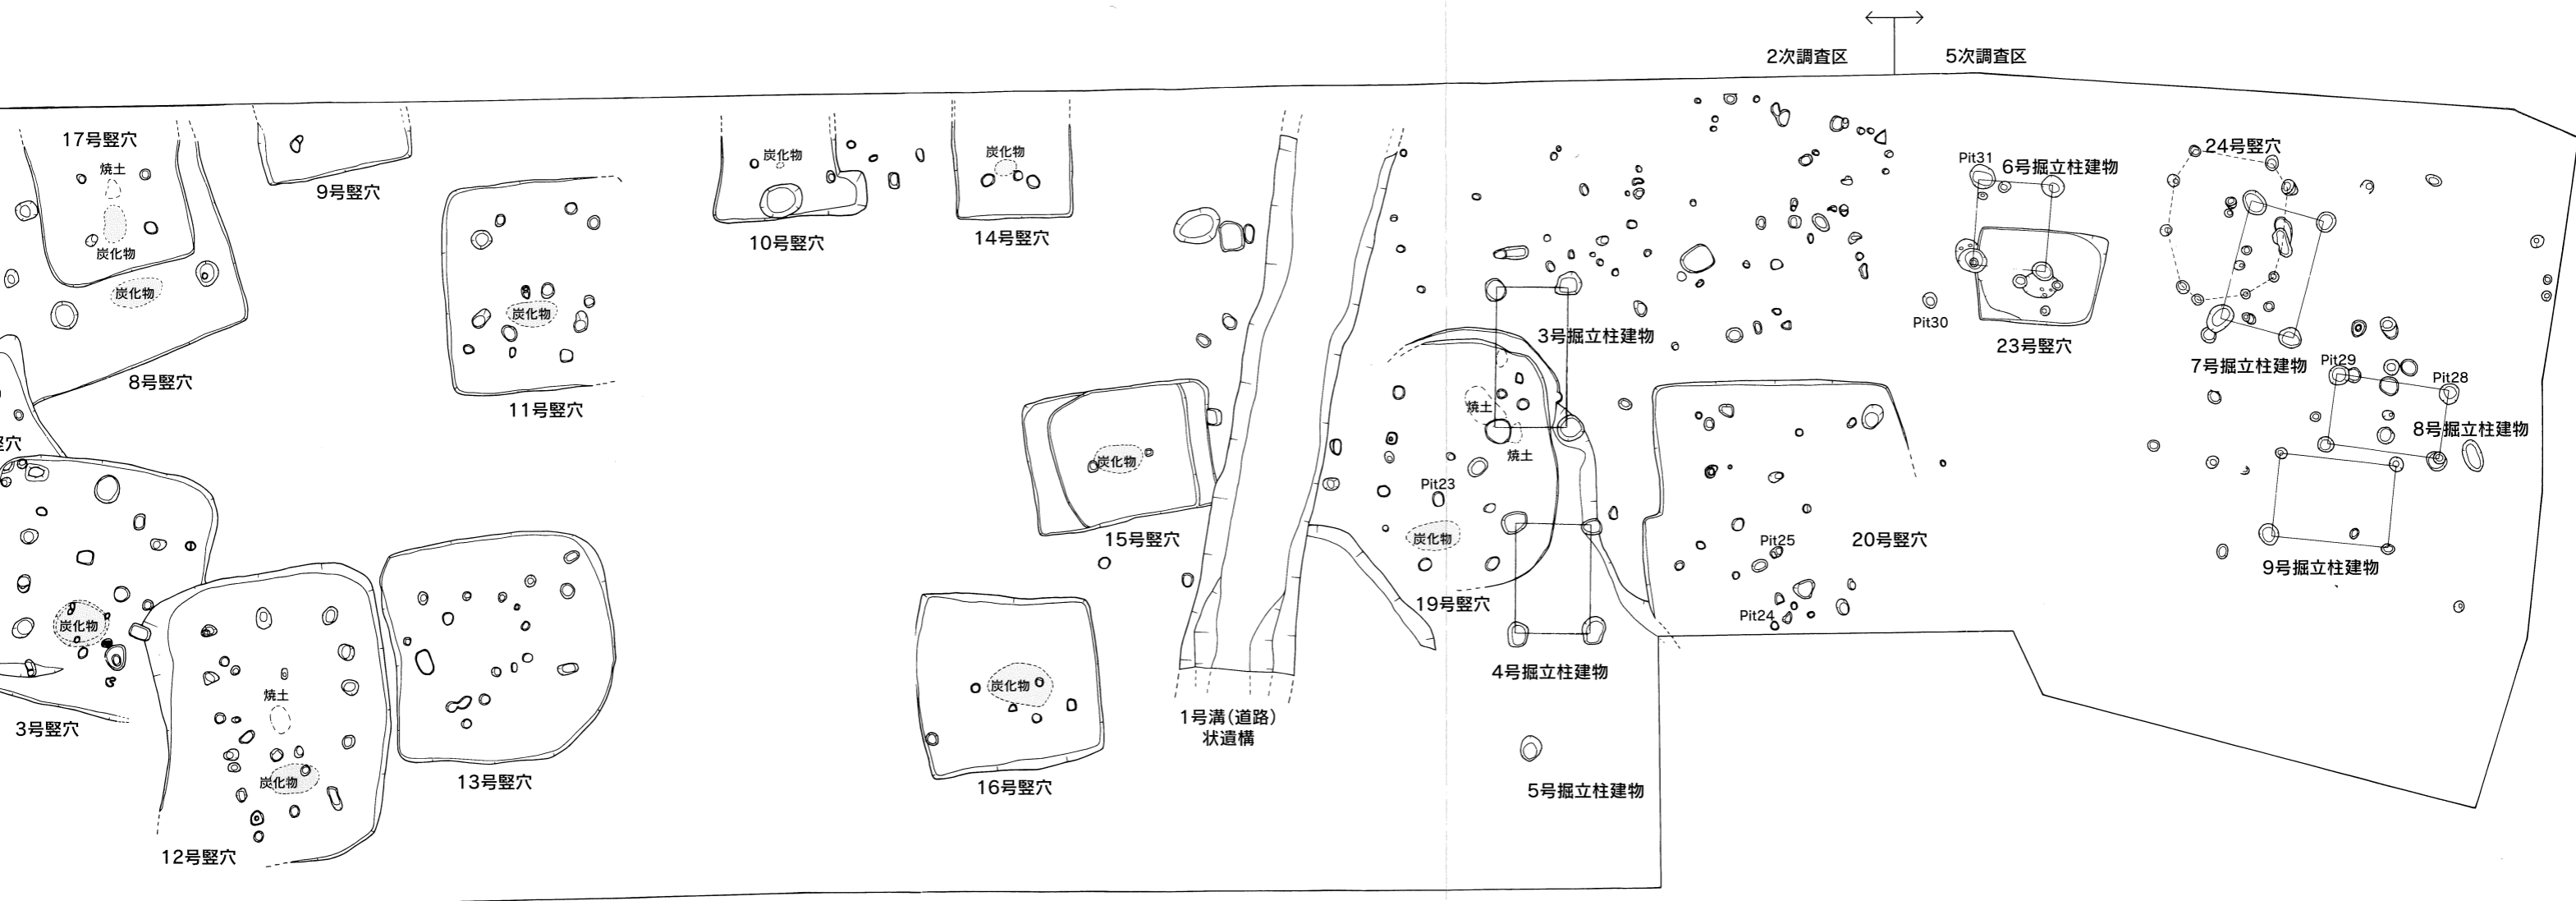 2次調査区
5次調査区
17号竪穴
焼土
炭化物
炭化物
8号竪穴
9号竪穴
炭化物
11号竪穴
炭化物
10号竪穴
炭化物
14号竪穴
竪穴
炭化物
3号竪穴
焼土
炭化物
12号竪穴
13号竪穴
炭化物
15号竪穴
炭化物
16号竪穴
1号溝（道路）
状遺構
3号掘立柱建物
焼土
焼土
Pit23
炭化物
19号竪穴
4号掘立柱建物
5号掘立柱建物
Pit25
20号竪穴
Pit24
Pit31
6号掘立柱建物
Pit30
23号竪穴
24号竪穴
7号掘立柱建物
Pit29
Pit28
8号掘立柱建物
9号掘立柱建物